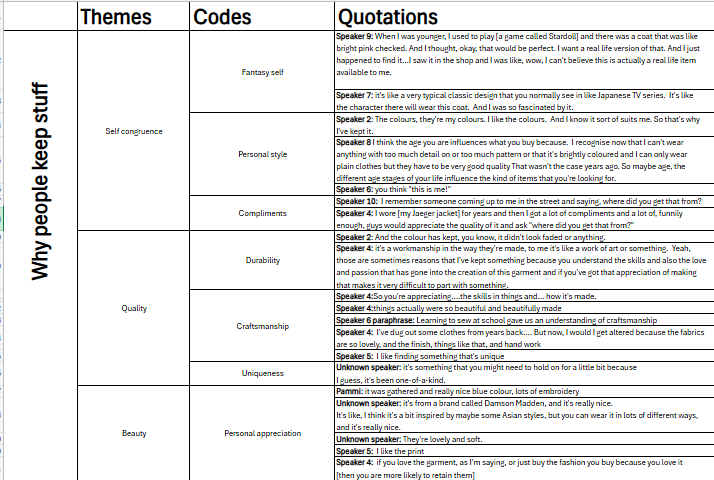 Themes
Codes
Quotations
Why people keep stuff
Self congruence
Fantasy self
Speaker 9: When I was younger, I used to play [a game called Stardoll] and there was a coat that was like
bright pink checked. And I thought, okay, that would be perfect. I want a real life version of that. And I just
happened to find it...I saw it in the shop and I was like, wow, I can't believe this is actually a real life item
available to me.
Speaker 7: it's like a very typical classic design that you normally see in like Japanese TV series.  It's like
the character there will wear this coat.  And I was so fascinated by it.
Personal style
Speaker 2: The colours, they're my colours. I like the colours.  And I know it sort of suits me. So that's why
I've kept it.
Speaker 8 I think the age you are influences what you buy because.  I recognise now that I can't wear
anything with too much detail on or too much pattern or that it's brightly coloured and I can only wear
plain clothes but they have to be very good quality That wasn't the case years ago. So maybe age, the
different age stages of your life influence the kind of items that you're looking for.
Speaker 6: you think "this is me!"
Compliments
Speaker 10:  I remember someone coming up to me in the street and saying, where did you get that from?
Speaker 4: I wore [my Jaeger jacket] for years and then I got a lot of compliments and a lot of, funnily
enough, guys would appreciate the quality of it and ask "where did you get that from?"
Quality
Durability
Speaker 2: And the colour has kept, you know, it didn't look faded or anything.
Speaker 4: it's a workmanship in the way they're made, to me it's like a work of art or something.  Yeah,
those are sometimes reasons that I've kept something because you understand the skills and also the love
and passion that has gone into the creation of this garment and if you've got that appreciation of making
that makes it very difficult to part with something.
Craftsmanship
Speaker 4:So you're appreciating....the skills in things and... how it's made.
Speaker 4:things actually were so beautiful and beautifully made
Speaker 6 paraphrase: Learning to sew at school gave us an understanding of craftsmanship
Speaker 4:  I've dug out some clothes from years back.... But now, I would I get altered because the fabrics
are so lovely, and the finish, things like that, and hand work
Speaker 5:  I like finding something that's unique
Uniqueness
Unknown speaker: it's something that you might need to hold on for a little bit because
I guess, it's been one-of-a-kind.
Beauty
Personal appreciation
Pammi: it was gathered and really nice blue colour, lots of embroidery
Unknown speaker: it's from a brand called Damson Madden, and it's really nice.
It's like, I think it's a bit inspired by maybe some Asian styles, but you can wear it in lots of different ways,
and it's really nice.
Unknown speaker: They're lovely and soft.
Speaker 5:  I like the print
Speaker 4:  if you love the garment, as I'm saying, or just buy the fashion you buy because you love it
[then you are more likely to retain them]